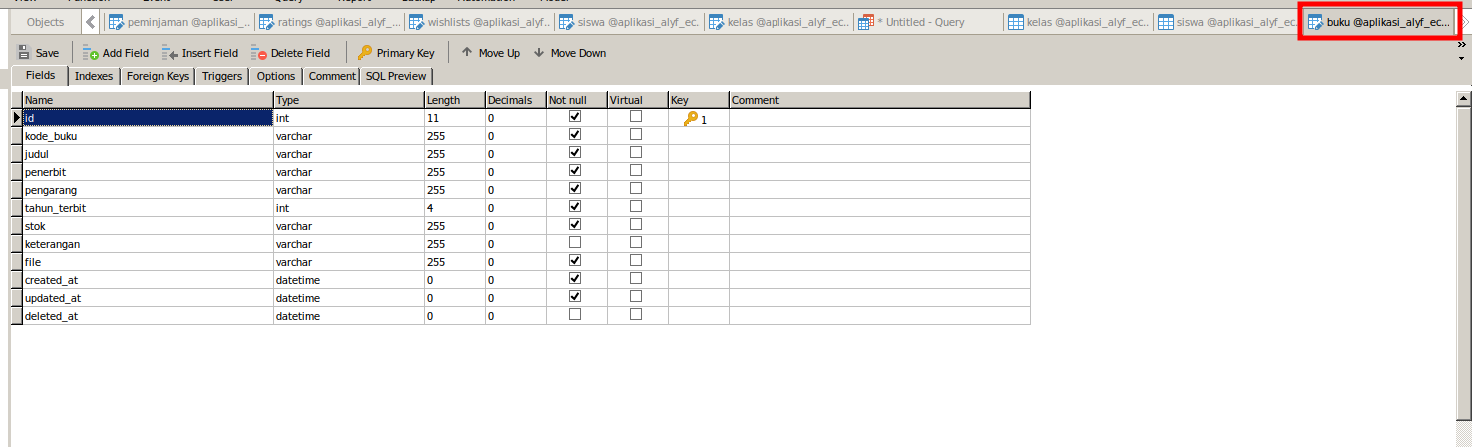 Objects peminjaman @aplikasi_... ratings @aplikasi_alyf_... wishlists @aplikasi_alyf... siswa @aplikasi_alyf_ec... kelas @aplikasi_alyf_ec... * Untitled - Query kelas @aplikasi_alyf_ec... siswa @aplikasi_alyf_ec... buku @aplikasi_alyf_ec...
Save Add Field Insert Field Delete Field Primary Key Move Up Move Down
Fields Indexes Foreign Keys Triggers Options Comment SQL Preview
Name Type Length Decimals Not null Virtual Key Comment
id int 11 0 1
kode_buku varchar 255 0
judul varchar 255 0
penerbit varchar 255 0
pengarang varchar 255 0
tahun_terbit int 4 0
stok varchar 255 0
keterangan varchar 255 0
file varchar 255 0
created_at datetime 0 0
updated_at datetime 0 0
deleted_at datetime 0 0